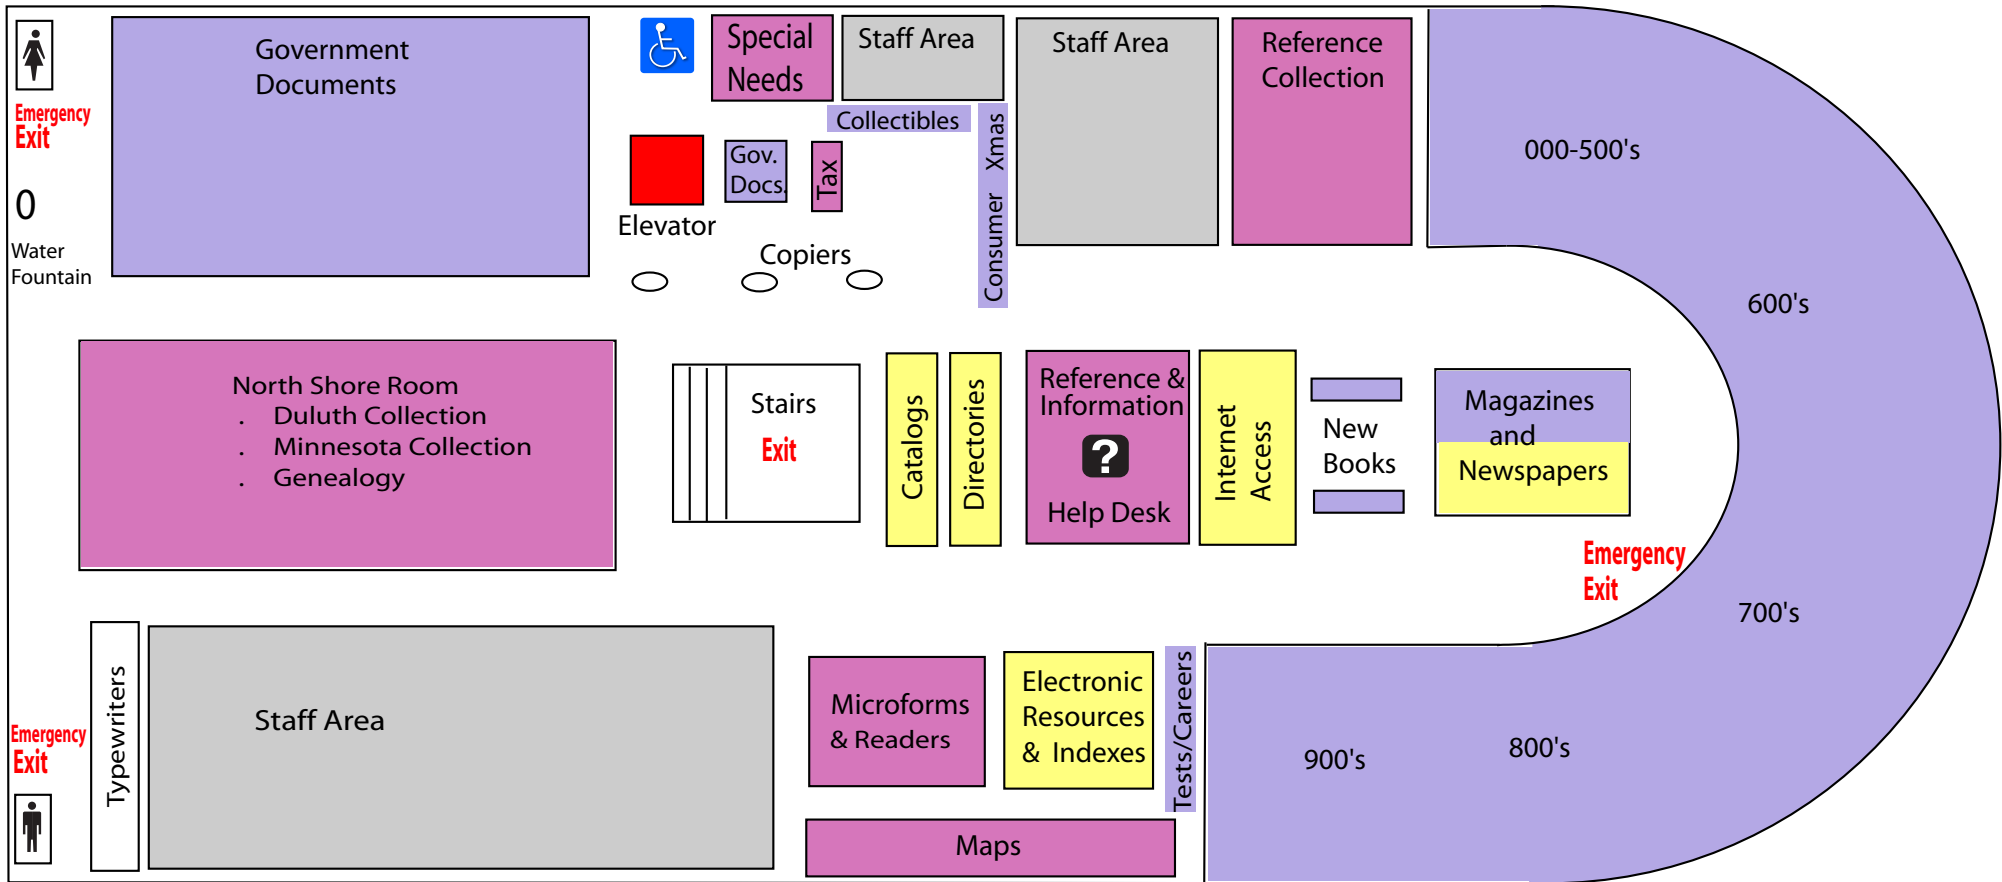 Emergency
Exit
0
Water
Fountain
Government
Documents
Special
Needs
Staff Area
Staff Area
Reference
Collection
Collectibles
Consumer Xmas
Gov.
Docs.
Tax
Elevator
Copiers
000-500's
600's
700's
800's
900's
North Shore Room
. Duluth Collection
. Minnesota Collection
. Genealogy
Stairs
Exit
Catalogs
Directories
Reference &
Information
?
Help Desk
Internet
Access
New
Books
Magazines
and
Newspapers
Emergency
Exit
Emergency
Exit
Typewriters
Staff Area
Microforms
& Readers
Electronic
Resources
& Indexes
Tests/Careers
Maps